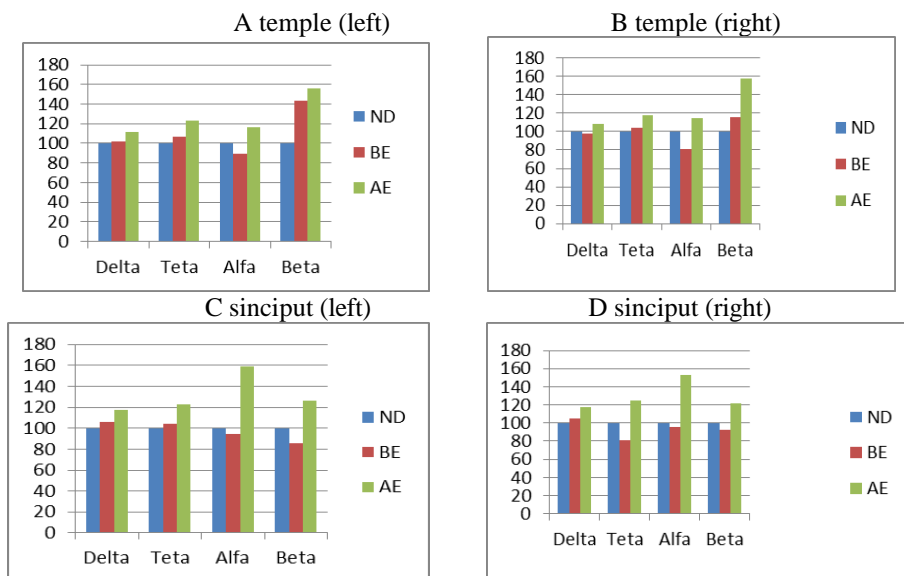 A temple (left)
180
160
140
120
100
80
60
40
20
0
Delta Teta Alfa Beta
ND
BE
AE
B temple (right)
180
160
140
120
100
80
60
40
20
0
Delta Teta Alfa Beta
ND
BE
AE
C sinciput (left)
180
160
140
120
100
80
60
40
20
0
Delta Teta Alfa Beta
ND
BE
AE
D sinciput (right)
180
160
140
120
100
80
60
40
20
0
Delta Teta Alfa Beta
ND
BE
AE